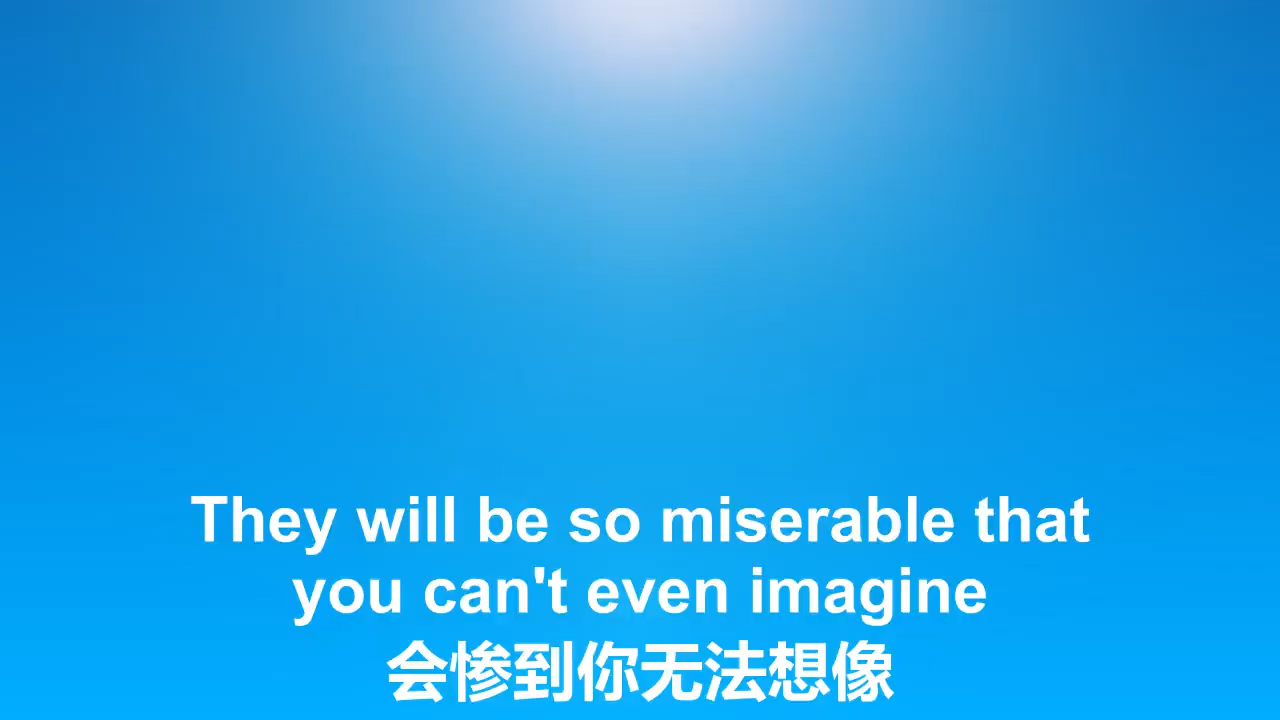 They will be so miserable that
you can't even imagine
会惨到你无法想像